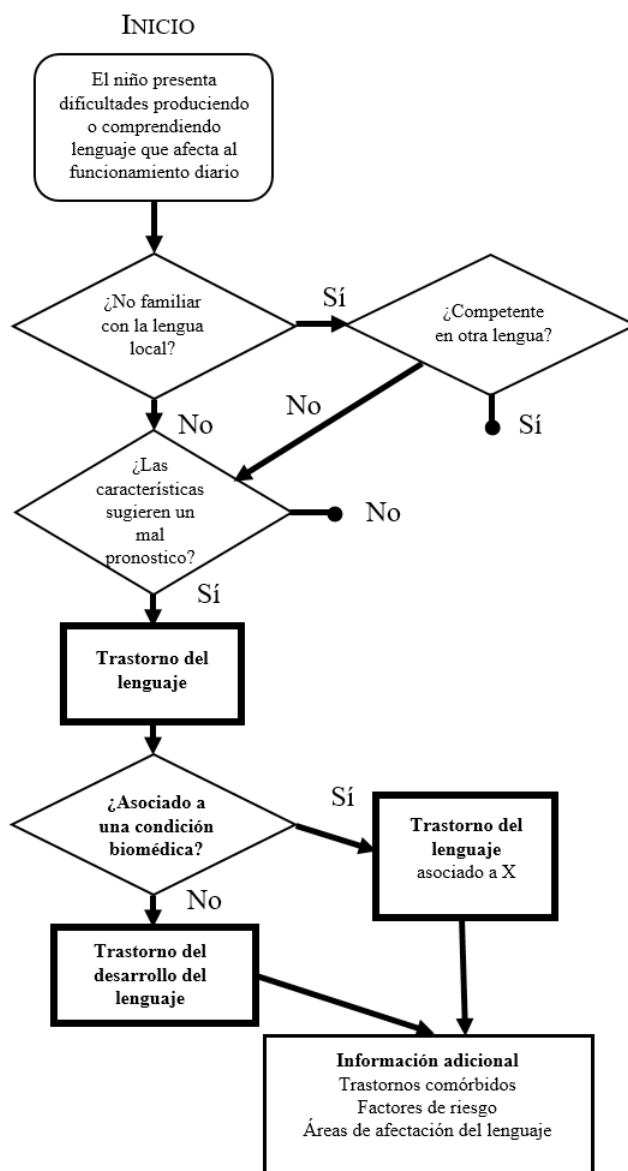 INICIO
El niño presenta
dificultades produciendo
o comprendiendo
lenguaje que afecta al
funcionamiento diario
¿No familiar
con la lengua
local?
Sí
¿Competente
en otra lengua?
No
Sí
No
¿Las
características
sugieren un
mal
pronostico?
No
Sí
Trastorno del
lenguaje
¿Asociado a
una condición
biomédica?
Sí
Trastorno del
lenguaje
asociado a X
No
Trastorno del
desarrollo del
lenguaje
Información adicional
Trastornos comórbidos
Factores de riesgo
Áreas de afectación del lenguaje